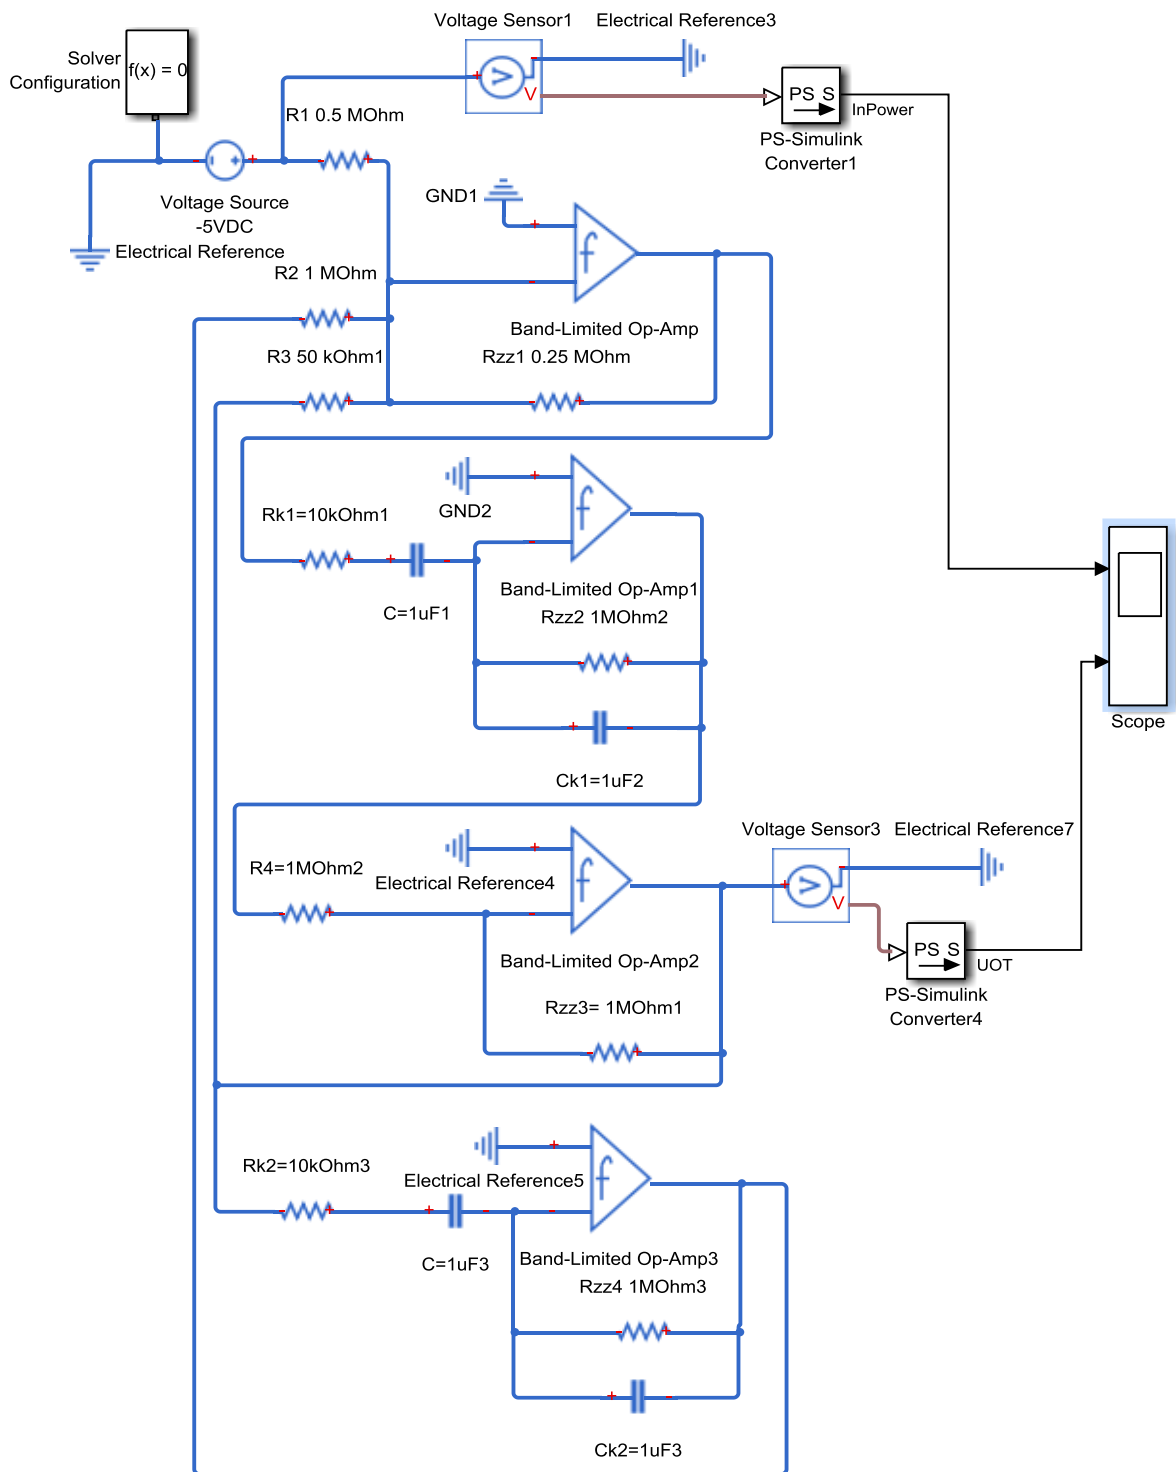 Voltage Sensor1
Electrical Reference3
Solver
Configuration
f(x) = 0
V
PS S
InPower
PS-Simulink
Converter1
R1 0.5 MOhm
Voltage Source
-5VDC
Electrical Reference
GND1
R2 1 MOhm
Band-Limited Op-Amp
R3 50 kOhm1
Rzz1 0.25 MOhm
GND2
Rk1=10kOhm1
Band-Limited Op-Amp1
C=1uF1
Rzz2 1MOhm2
Scope
Ck1=1uF2
Voltage Sensor3
Electrical Reference7
R4=1MOhm2
Electrical Reference4
V
PS S
UOT
PS-Simulink
Converter4
Band-Limited Op-Amp2
Rzz3= 1MOhm1
Rk2=10kOhm3
Electrical Reference5
C=1uF3
Band-Limited Op-Amp3
Rzz4 1MOhm3
Ck2=1uF3